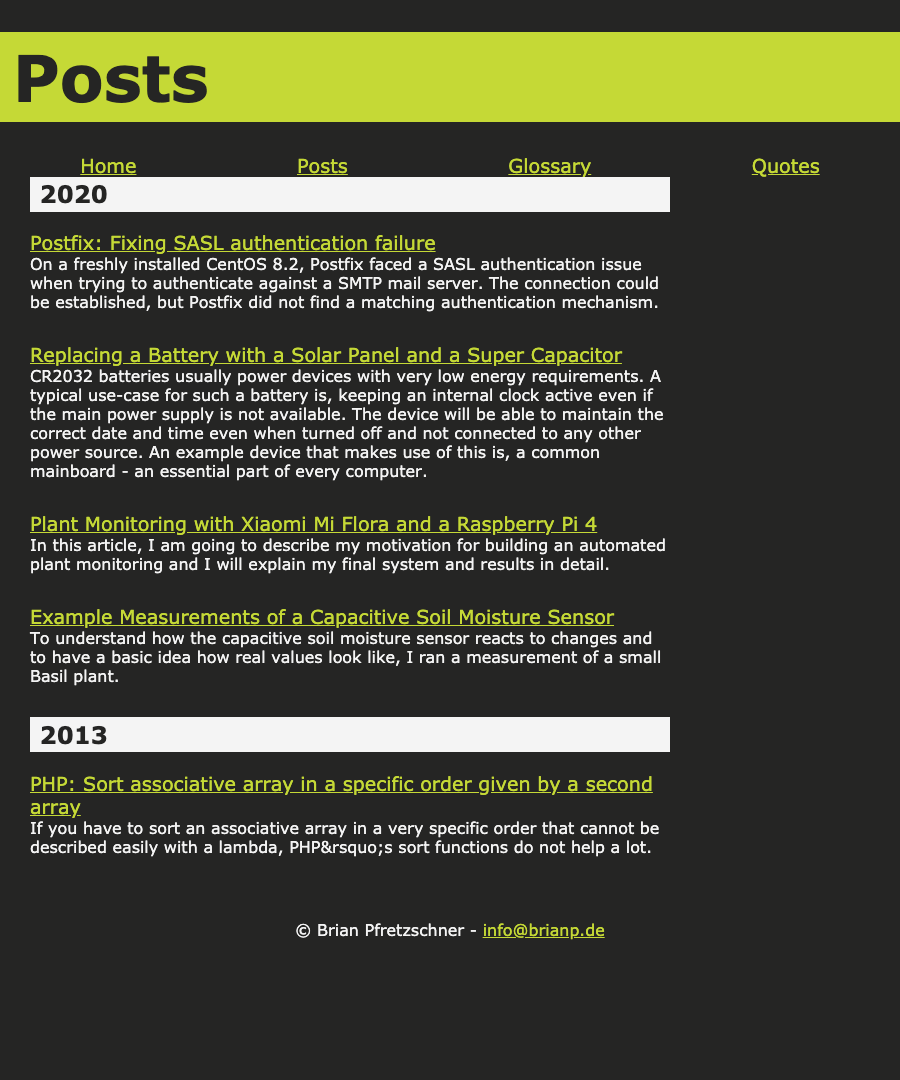 Posts
Home Posts Glossary Quotes
2020
Postfix: Fixing SASL authentication failure
On a freshly installed CentOS 8.2, Postfix faced a SASL authentication issue
when trying to authenticate against a SMTP mail server. The connection could
be established, but Postfix did not find a matching authentication mechanism.
Replacing a Battery with a Solar Panel and a Super Capacitor
CR2032 batteries usually power devices with very low energy requirements. A
typical use-case for such a battery is, keeping an internal clock active even if
the main power supply is not available. The device will be able to maintain the
correct date and time even when turned off and not connected to any other
power source. An example device that makes use of this is, a common
mainboard - an essential part of every computer.
Plant Monitoring with Xiaomi Mi Flora and a Raspberry Pi 4
In this article, I am going to describe my motivation for building an automated
plant monitoring and I will explain my final system and results in detail.
Example Measurements of a Capacitive Soil Moisture Sensor
To understand how the capacitive soil moisture sensor reacts to changes and
to have a basic idea how real values look like, I ran a measurement of a small
Basil plant.
2013
PHP: Sort associative array in a specific order given by a second
array
If you have to sort an associative array in a very specific order that cannot be
described easily with a lambda, PHP&rsquo;s sort functions do not help a lot.
© Brian Pfretzschner - info@brianp.de